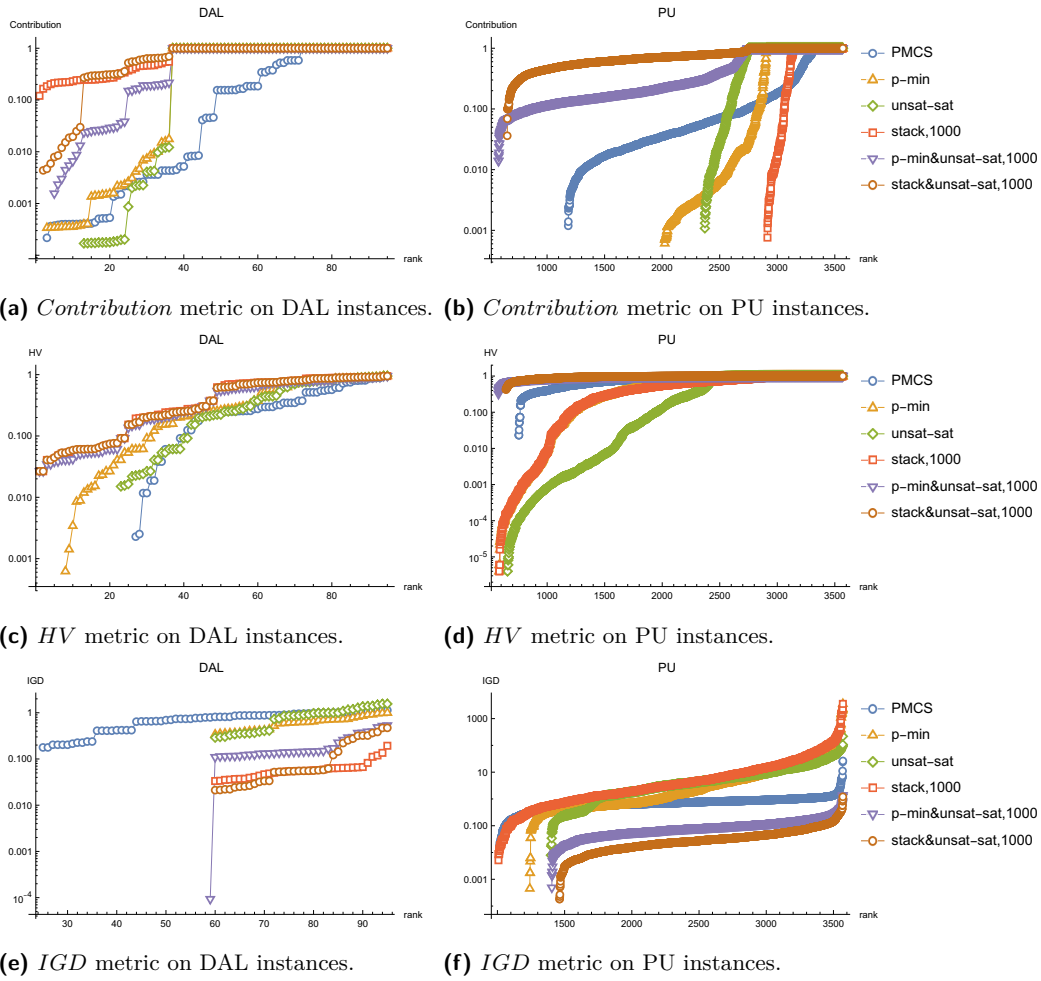 DAL
Contribution
1
0.100
0.010
0.001
20 40 60 80
rank
PU
Contribution
1
0.100
0.010
0.001
1000 1500 2000 2500 3000 3500
rank
PMCS
p-min
unsat-sat
stack,1000
p-min&unsat-sat,1000
stack&unsat-sat,1000
(a) Contribution metric on DAL instances.
(b) Contribution metric on PU instances.
DAL
HV
1
0.100
0.010
0.001
20 40 60 80
rank
PU
HV
1
0.100
0.010
0.001
10^-4
10^-5
1000 1500 2000 2500 3000 3500
rank
PMCS
p-min
unsat-sat
stack,1000
p-min&unsat-sat,1000
stack&unsat-sat,1000
(c) HV metric on DAL instances.
(d) HV metric on PU instances.
DAL
IGD
1
0.100
0.010
0.001
10^-4
30 40 50 60 70 80 90
rank
PU
IGD
1000
10
0.100
0.001
1000 1500 2000 2500 3000 3500
rank
PMCS
p-min
unsat-sat
stack,1000
p-min&unsat-sat,1000
stack&unsat-sat,1000
(e) IGD metric on DAL instances.
(f) IGD metric on PU instances.